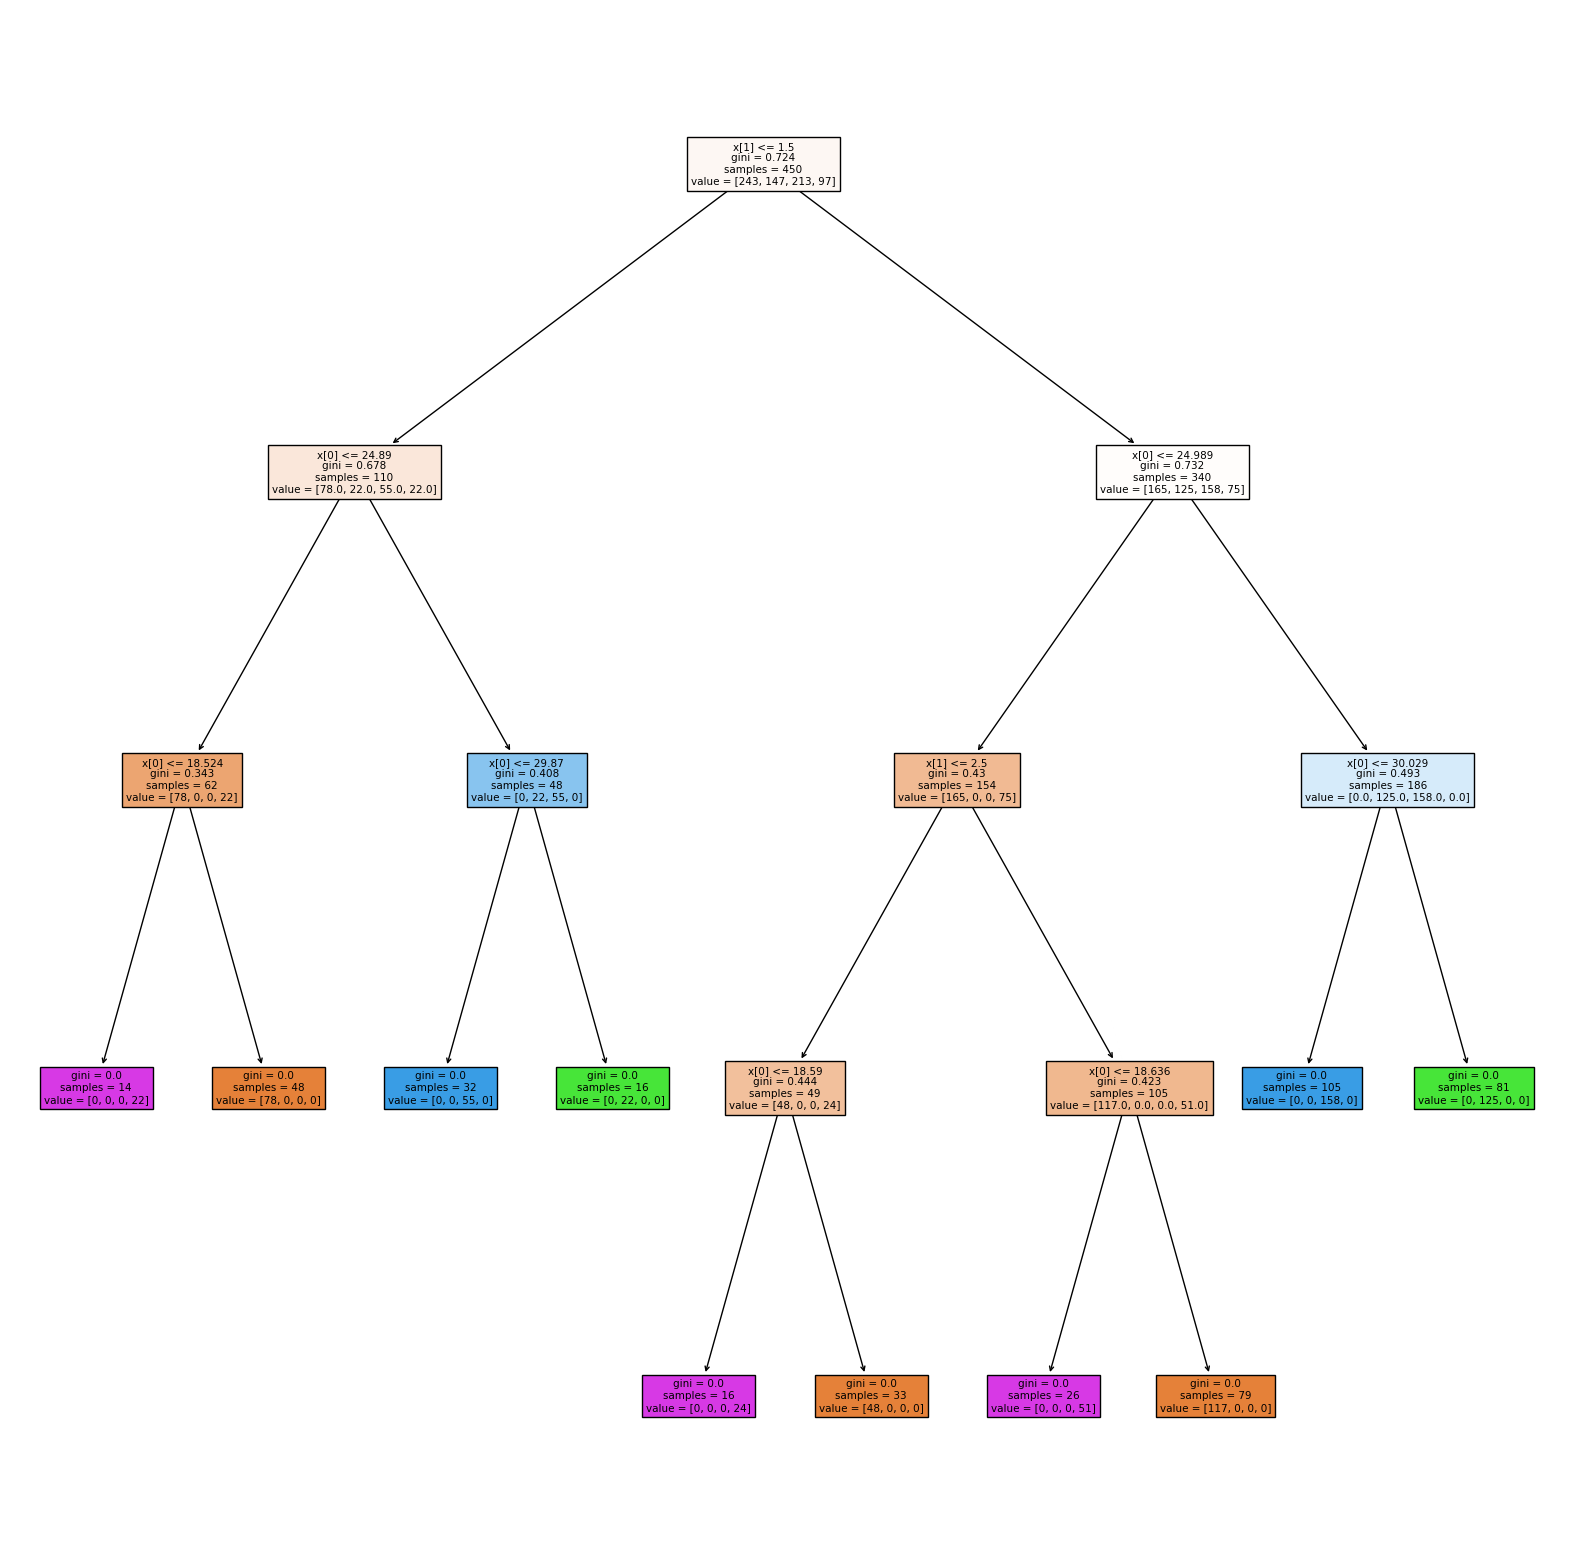 x[1] <= 1.5
gini = 0.724
samples = 450
value = [243, 147, 213, 97]
x[0] <= 24.89
gini = 0.678
samples = 110
value = [78.0, 22.0, 55.0, 22.0]
x[0] <= 24.989
gini = 0.732
samples = 340
value = [165, 125, 158, 75]
x[0] <= 18.524
gini = 0.343
samples = 62
value = [78, 0, 0, 22]
x[0] <= 29.87
gini = 0.408
samples = 48
value = [0, 22, 55, 0]
x[1] <= 2.5
gini = 0.43
samples = 154
value = [165, 0, 0, 75]
x[0] <= 30.029
gini = 0.493
samples = 186
value = [0.0, 125.0, 158.0, 0.0]
gini = 0.0
samples = 14
value = [0, 0, 0, 22]
gini = 0.0
samples = 48
value = [78, 0, 0, 0]
gini = 0.0
samples = 32
value = [0, 0, 55, 0]
gini = 0.0
samples = 16
value = [0, 22, 0, 0]
x[0] <= 18.59
gini = 0.444
samples = 49
value = [48, 0, 0, 24]
x[0] <= 18.636
gini = 0.423
samples = 105
value = [117.0, 0.0, 0.0, 51.0]
gini = 0.0
samples = 105
value = [0, 0, 158, 0]
gini = 0.0
samples = 81
value = [0, 125, 0, 0]
gini = 0.0
samples = 16
value = [0, 0, 0, 24]
gini = 0.0
samples = 33
value = [48, 0, 0, 0]
gini = 0.0
samples = 26
value = [0, 0, 0, 51]
gini = 0.0
samples = 79
value = [117, 0, 0, 0]